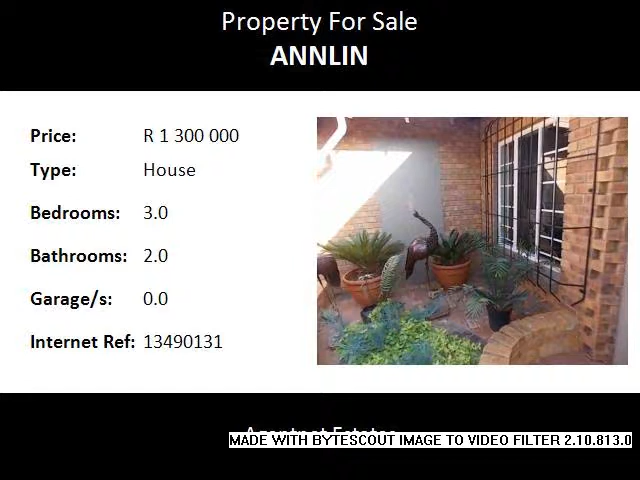 Property For Sale
ANNLIN
Price: R 1 300 000
Type: House
Bedrooms: 3.0
Bathrooms: 2.0
Garage/s: 0.0
Internet Ref: 13490131
MADE WITH BYTESCOUT IMAGE TO VIDEO FILTER 2.10.813.0